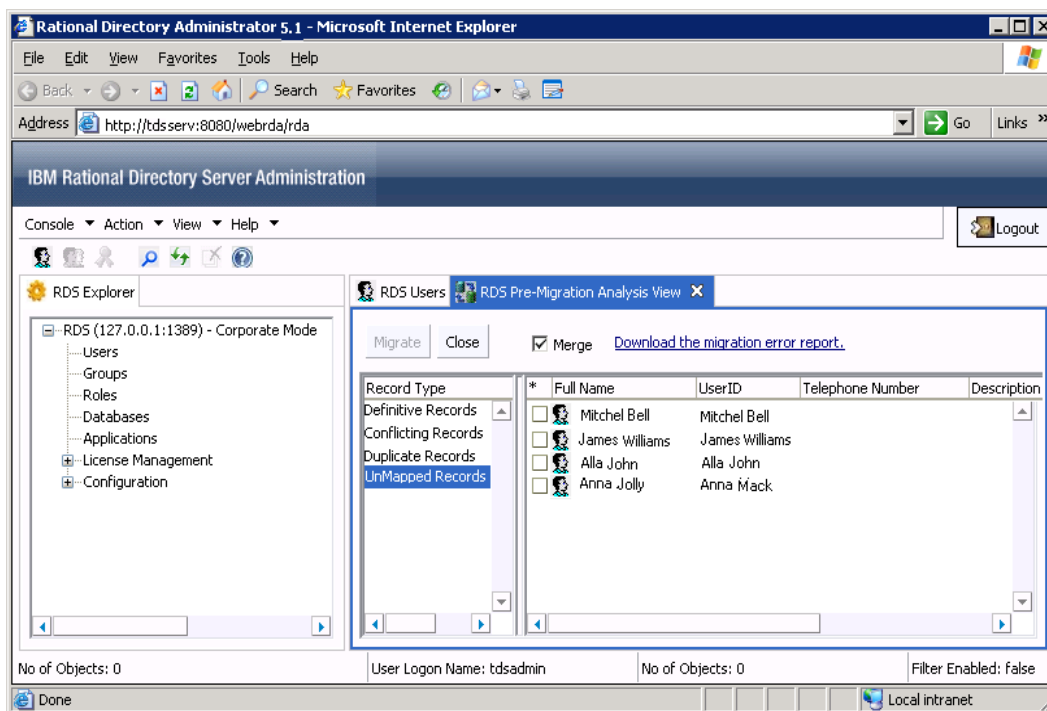 Rational Directory Administrator 5.1 - Microsoft Internet Explorer
File Edit View Favorites Tools Help
Back Search Favorites
Address http://tdsserv:8080/webrda/rda Go Links »
IBM Rational Directory Server Administration
Console Action View Help
Logout
RDS Explorer
RDS (127.0.0.1:1389) - Corporate Mode
Users
Groups
Roles
Databases
Applications
License Management
Configuration
RDS Users RDS Pre-Migration Analysis View
Migrate Close Merge Download the migration error report.
Record Type
Definitive Records
Conflicting Records
Duplicate Records
UnMapped Records
* Full Name UserID Telephone Number Description
Mitchel Bell Mitchel Bell
James Williams James Williams
Alla John Alla John
Anna Jolly Anna Mack
No of Objects: 0 User Logon Name: tdsadmin No of Objects: 0 Filter Enabled: false
Done Local intranet